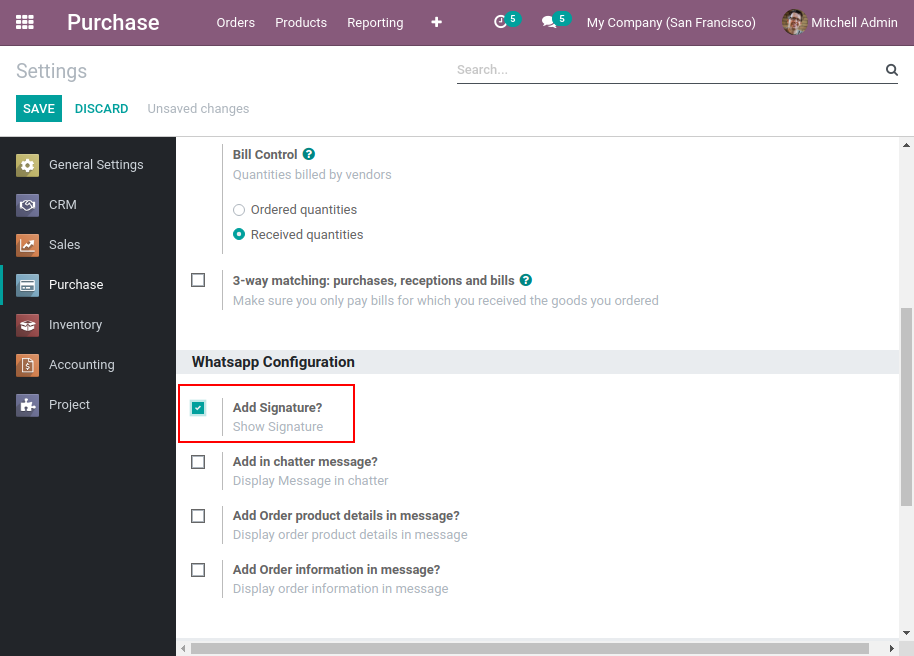 Purchase Orders Products Reporting + 5 5 My Company (San Francisco) Mitchell Admin
Settings Search...
SAVE DISCARD Unsaved changes
General Settings
CRM
Sales
Purchase
Inventory
Accounting
Project
Bill Control ?
Quantities billed by vendors
Ordered quantities
Received quantities
3-way matching: purchases, receptions and bills ?
Make sure you only pay bills for which you received the goods you ordered
Whatsapp Configuration
Add Signature?
Show Signature
Add in chatter message?
Display Message in chatter
Add Order product details in message?
Display order product details in message
Add Order information in message?
Display order information in message